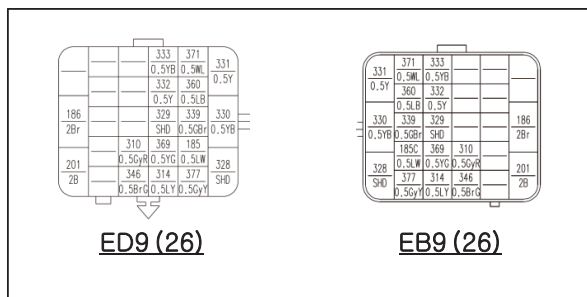 333 371
331
0.5YB 0.5WL
0.5Y
332 360
0.5Y 0.5LB
186 329 339 330
2Br SHD 0.5GBr 0.5YB
310 369 185
0.5GyR 0.5YG 0.5LW
201 328
2B SHD
346 314 377
0.5BrG 0.5LY 0.5GyY
ED9 (26)
371 333
331
0.5WL 0.5YB
0.5Y
360 332
0.5LB 0.5Y
330 339 329 186
0.5YB 0.5GBr SHD 2Br
185C 369 310
0.5LW 0.5YG 0.5GyR
328 201
SHD 2B
377 314 346
0.5GyY 0.5LY 0.5BrG
EB9 (26)